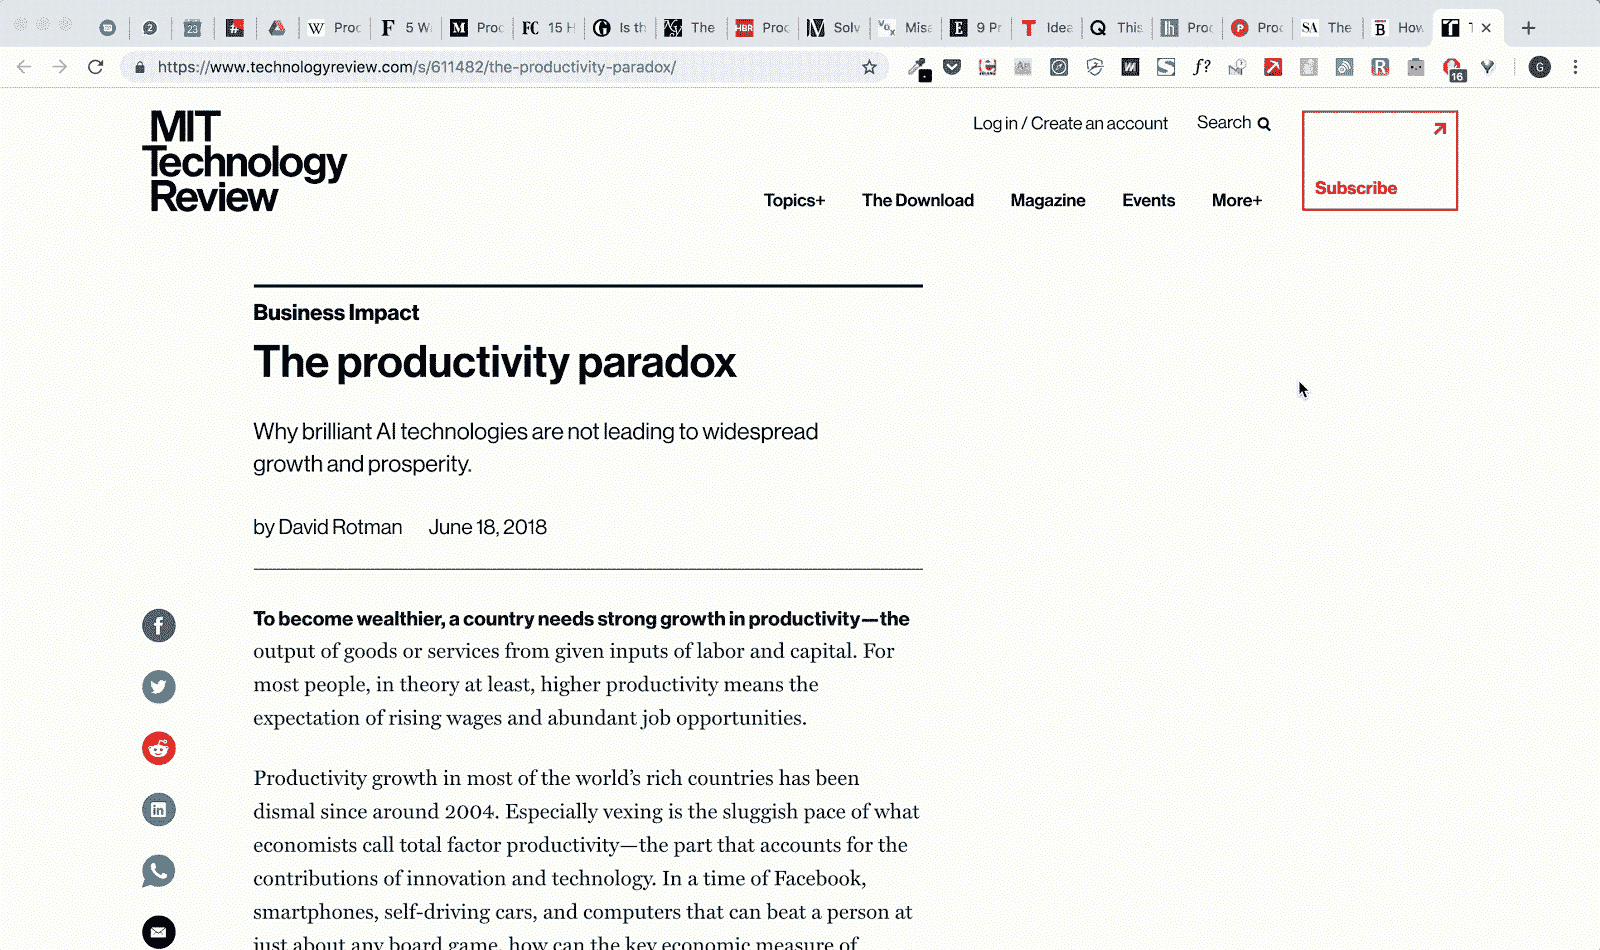 Proc
5 W
Proc
15 H
Is th
The
Proc
Solv
Misa
9 Pr
Idea
This
Proc
Proc
The
How
https://www.technologyreview.com/s/611482/the-productivity-paradox/
16
G
MIT
Technology
Review
Log in / Create an account
Search
Subscribe
Topics+
The Download
Magazine
Events
More+
Business Impact
The productivity paradox
Why brilliant AI technologies are not leading to widespread
growth and prosperity.
by David Rotman June 18, 2018
To become wealthier, a country needs strong growth in productivity—the
output of goods or services from given inputs of labor and capital. For
most people, in theory at least, higher productivity means the
expectation of rising wages and abundant job opportunities.
Productivity growth in most of the world’s rich countries has been
dismal since around 2004. Especially vexing is the sluggish pace of what
economists call total factor productivity—the part that accounts for the
contributions of innovation and technology. In a time of Facebook,
smartphones, self-driving cars, and computers that can beat a person at
just about any board game, how can the key economic measure of